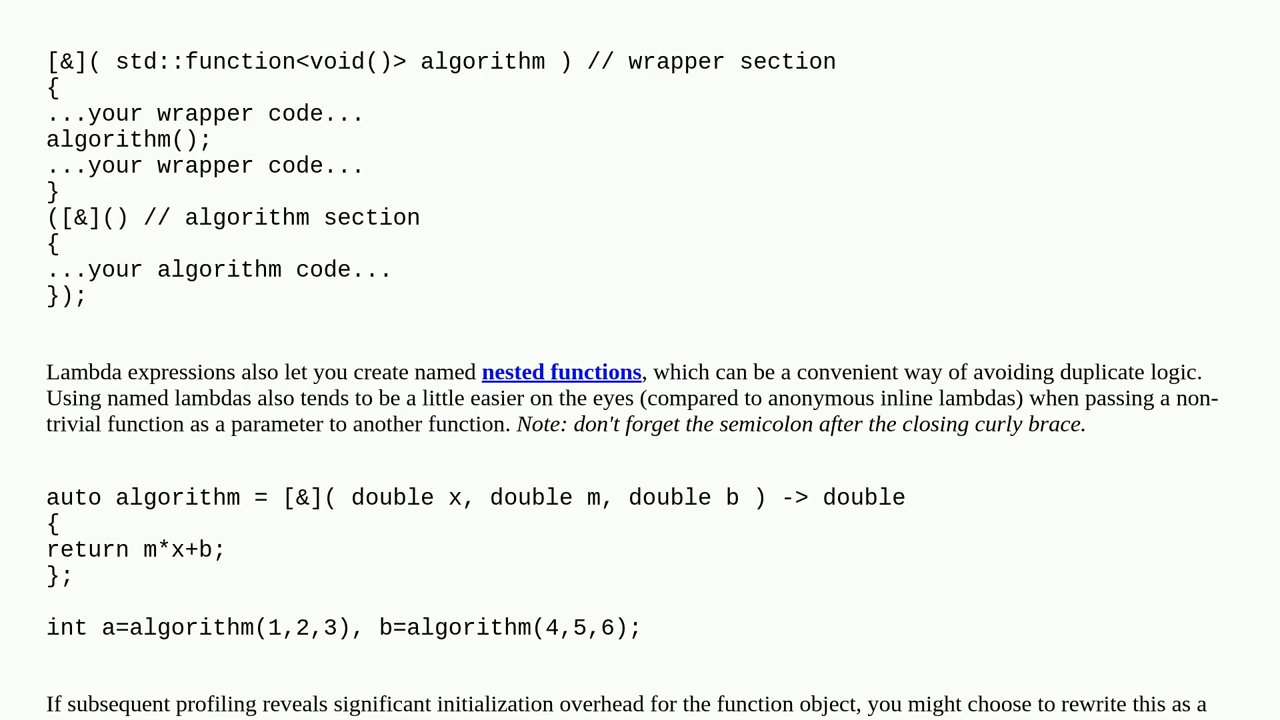 [&]( std::function<void()> algorithm ) // wrapper section
{
...your wrapper code...
algorithm();
...your wrapper code...
}
([&]() // algorithm section
{
...your algorithm code...
});
Lambda expressions also let you create named nested functions, which can be a convenient way of avoiding duplicate logic.
Using named lambdas also tends to be a little easier on the eyes (compared to anonymous inline lambdas) when passing a non-
trivial function as a parameter to another function. Note: don't forget the semicolon after the closing curly brace.
auto algorithm = [&]( double x, double m, double b ) -> double
{
return m*x+b;
};
int a=algorithm(1,2,3), b=algorithm(4,5,6);
If subsequent profiling reveals significant initialization overhead for the function object, you might choose to rewrite this as a